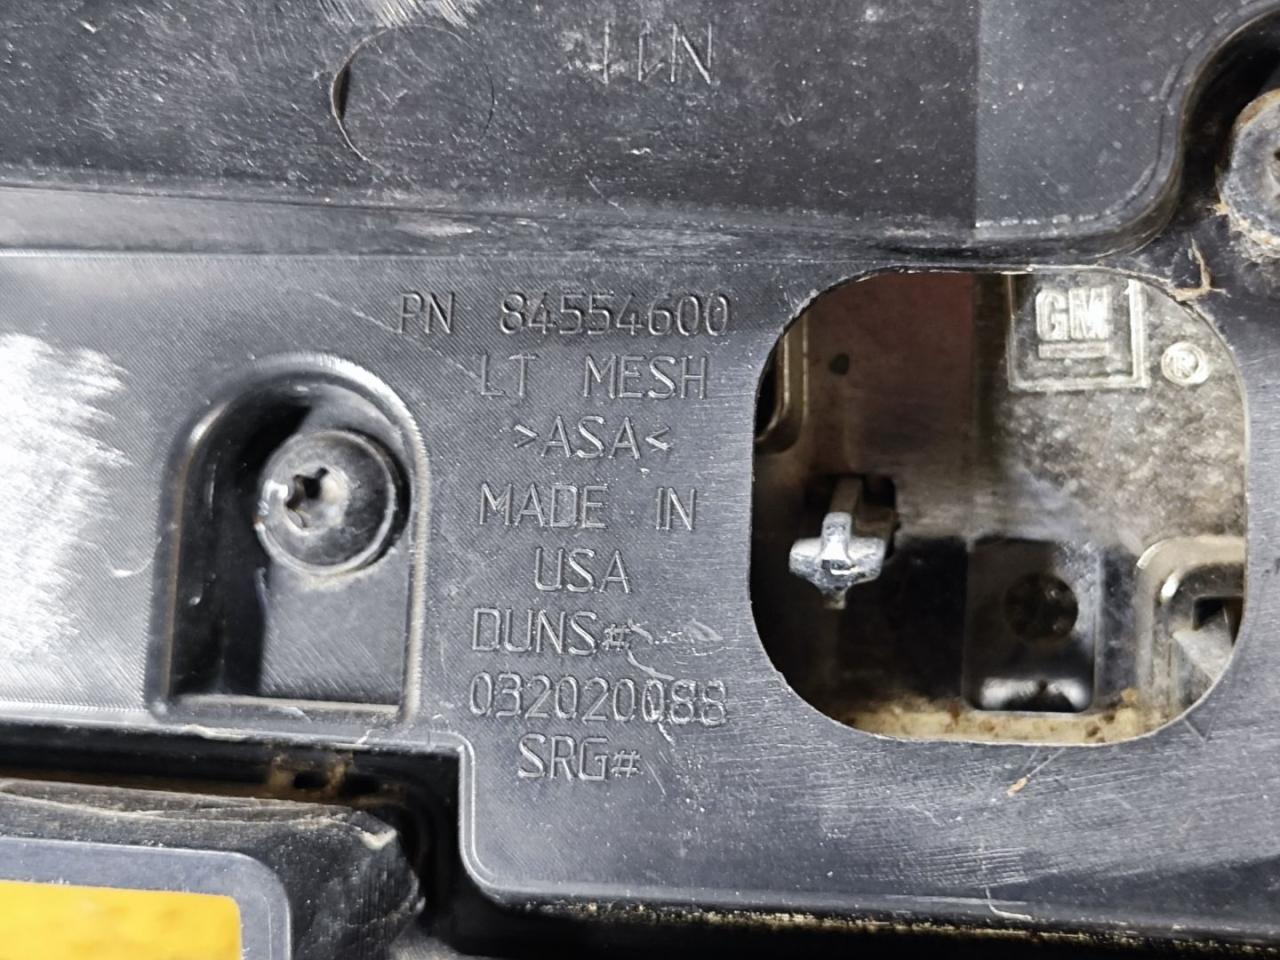 PN 84554600
LT MESH
>ASA<
MADE IN
USA
DUNS#
032020088
SRG#
GM
®